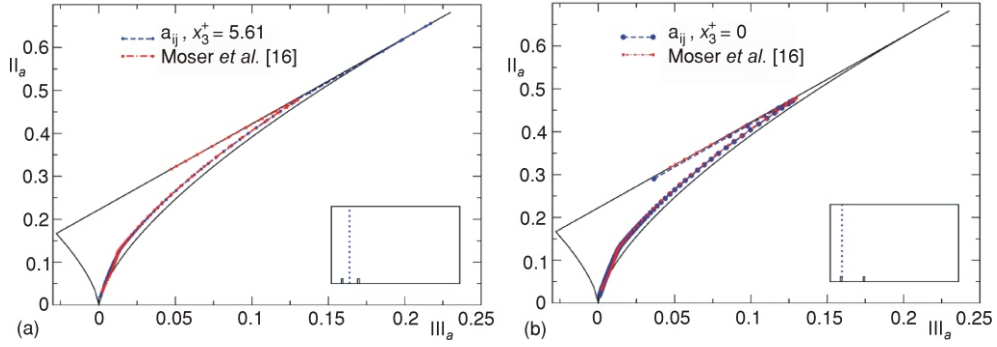 0.6
II_a
0.5
0.4
0.3
0.2
0.1
0
a_ij , x_3^+ = 5.61
Moser et al. [16]
0 0.05 0.1 0.15 0.2 0.25
(a) III_a
0.6
II_a
0.5
0.4
0.3
0.2
0.1
0
a_ij , x_3^+ = 0
Moser et al. [16]
0 0.05 0.1 0.15 0.2 0.25
(b) III_a